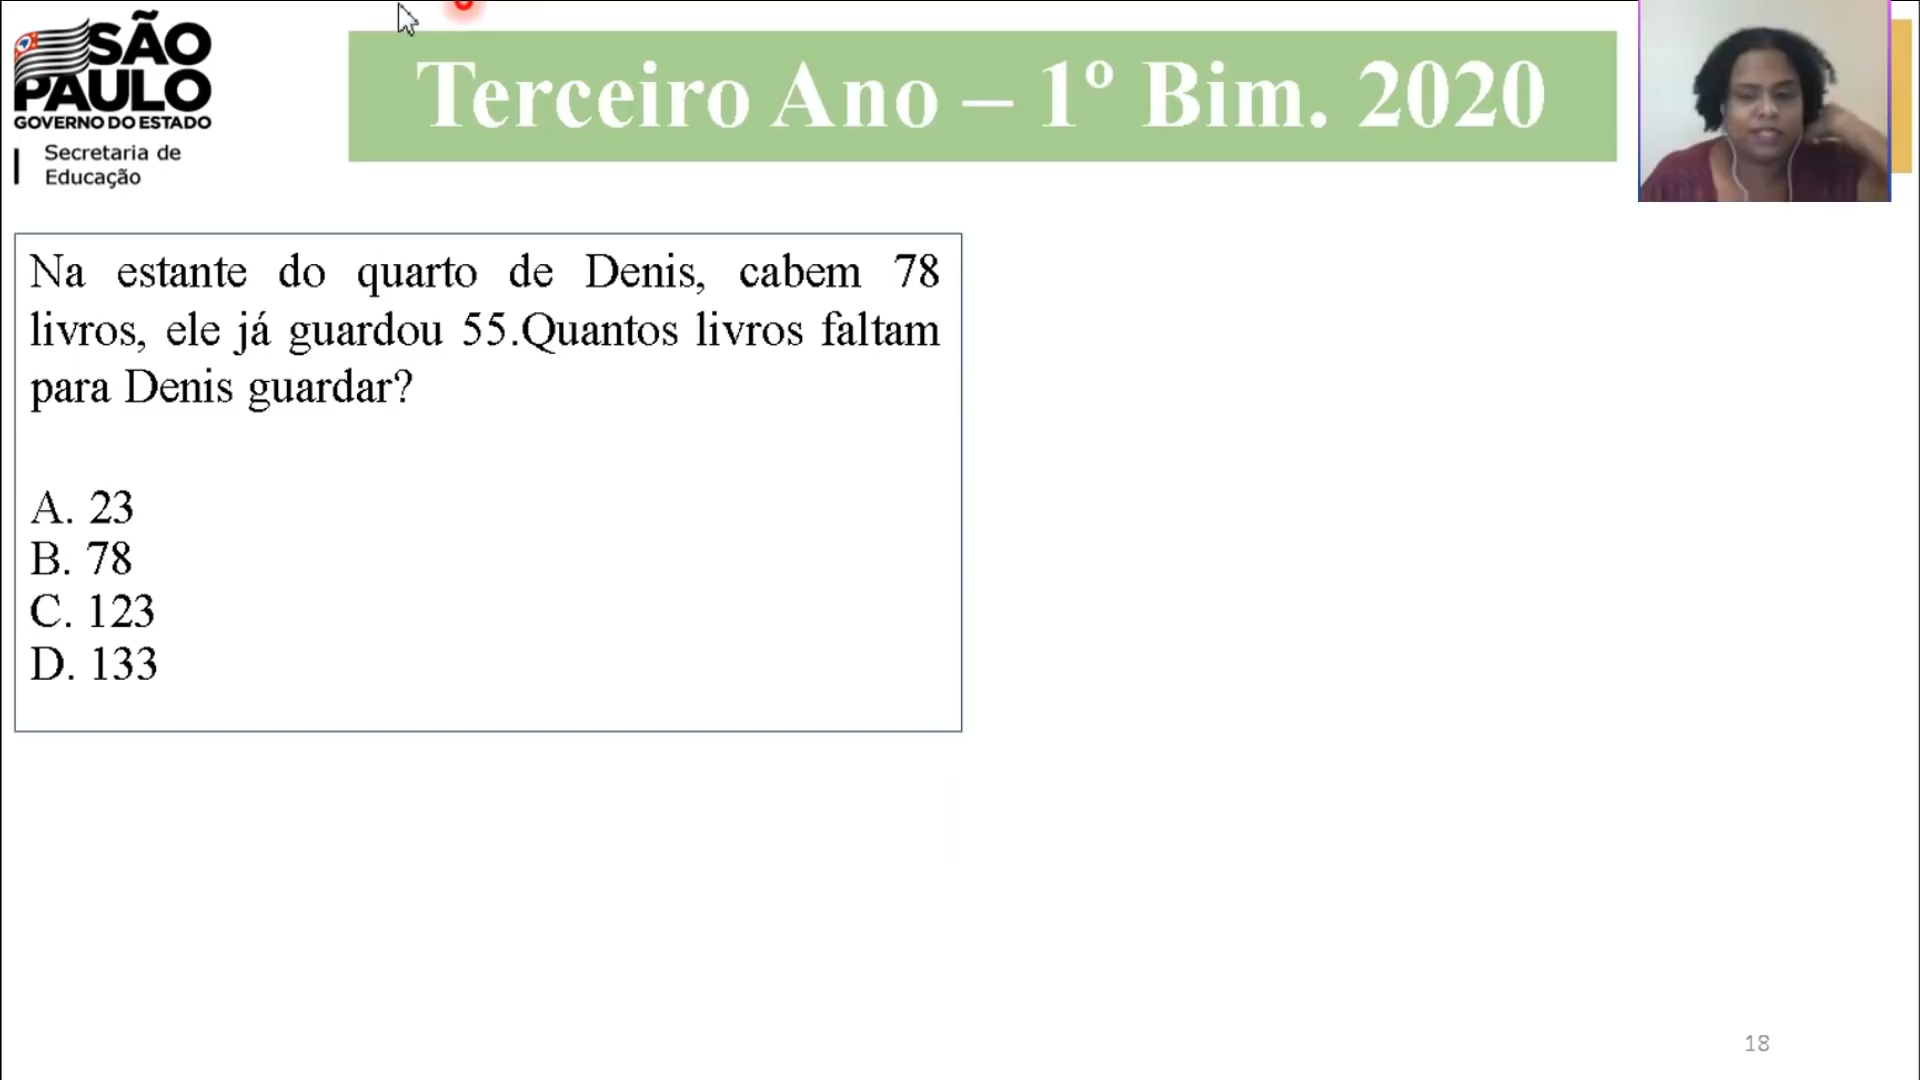 SÃO
PAULO
GOVERNO DO ESTADO
Secretaria de
Educação
Terceiro Ano – 1º Bim. 2020
Na estante do quarto de Denis, cabem 78
livros, ele já guardou 55.Quantos livros faltam
para Denis guardar?
A. 23
B. 78
C. 123
D. 133
18